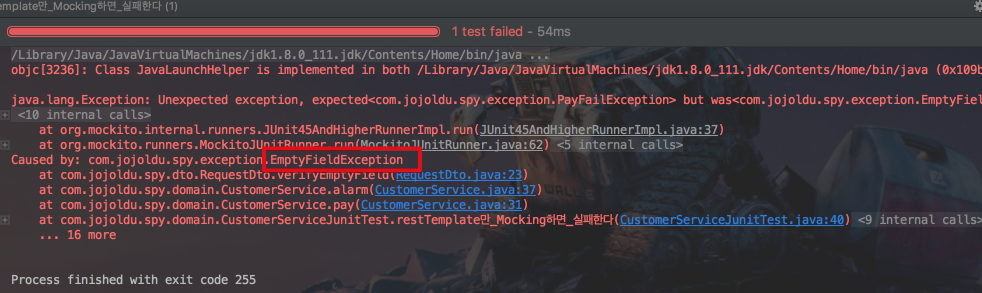 emplate만_Mocking하면_실패한다 (1)
1 test failed - 54ms
/Library/Java/JavaVirtualMachines/jdk1.8.0_111.jdk/Contents/Home/bin/java ...
objc[3236]: Class JavaLaunchHelper is implemented in both /Library/Java/JavaVirtualMachines/jdk1.8.0_111.jdk/Contents/Home/bin/java (0x109b
java.lang.Exception: Unexpected exception, expected<com.jojoldu.spy.exception.PayFailException> but was<com.jojoldu.spy.exception.EmptyFiel
<10 internal calls>
at org.mockito.internal.runners.JUnit45AndHigherRunnerImpl.run(JUnit45AndHigherRunnerImpl.java:37)
at org.mockito.runners.MockitoJUnitRunner.run(MockitoJUnitRunner.java:62) <5 internal calls>
Caused by: com.jojoldu.spy.exception.EmptyFieldException
at com.jojoldu.spy.dto.RequestDto.verifyEmptyField(RequestDto.java:23)
at com.jojoldu.spy.domain.CustomerService.alarm(CustomerService.java:37)
at com.jojoldu.spy.domain.CustomerService.pay(CustomerService.java:31)
at com.jojoldu.spy.domain.CustomerServiceJunitTest.restTemplate만_Mocking하면_실패한다(CustomerServiceJunitTest.java:40) <9 internal calls>
... 16 more
Process finished with exit code 255